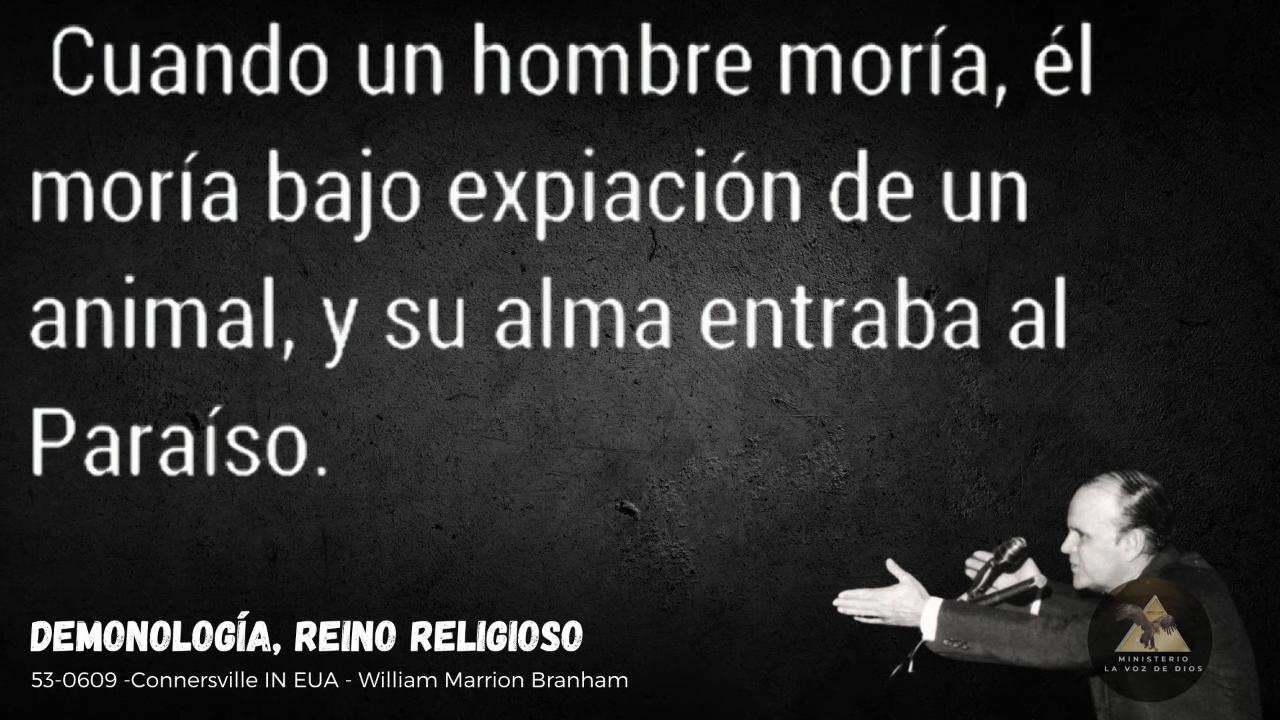 Cuando un hombre moría, él
moría bajo expiación de un
animal, y su alma entraba al
Paraíso.
DEMONOLOGÍA, REINO RELIGIOSO
53-0609 -Connersville IN EUA - William Marrion Branham
MINISTERIO
LA VOZ DE DIOS